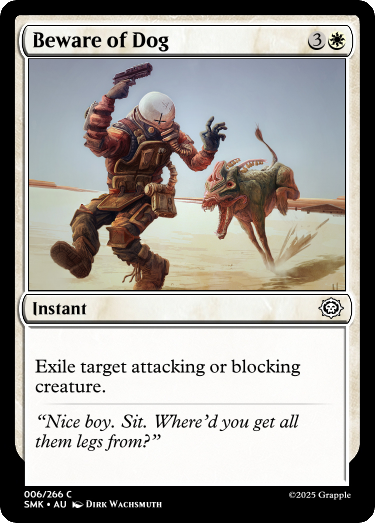 Beware of Dog 3
Instant
Exile target attacking or blocking
creature.
“Nice boy. Sit. Where’d you get all
them legs from?”
006/266 C
SMK • AU Dirk Wachsmuth
©2025 Grapple